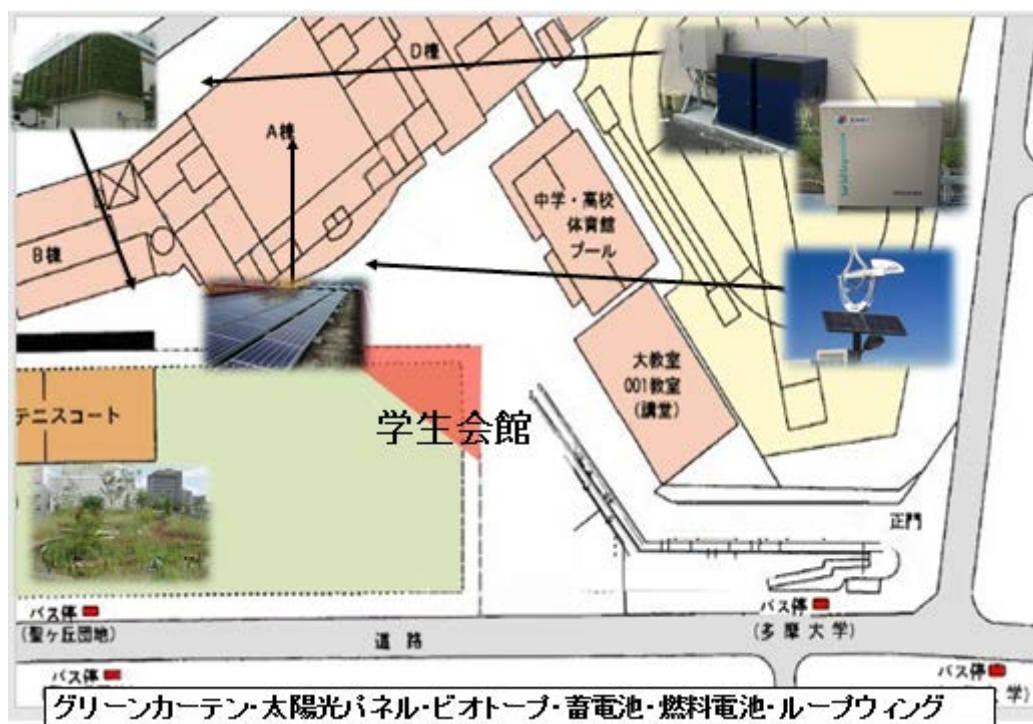 D棟
A棟
B棟
中学・高校
体育館
プール
大教室
001教室
(講堂)
テニスコート
学生会館
正門
バス停
(聖ヶ丘団地)
バス停
(多摩大学)
道路
バス停
バス停
学)
グリーンカーテン・太陽光パネル・ビオトープ・蓄電池・燃料電池・ループウィング